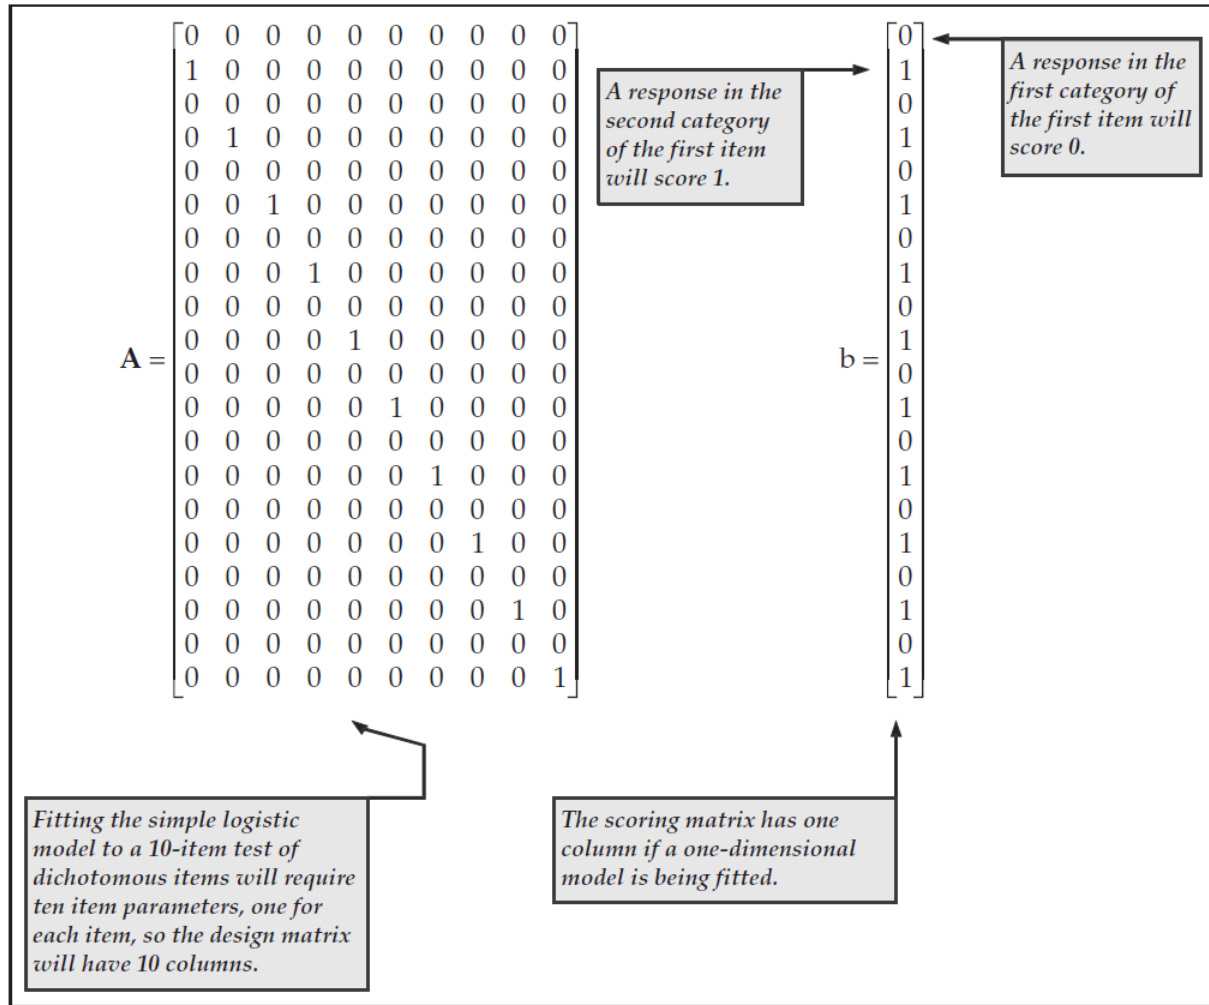 0 0 0 0 0 0 0 0 0 0
1 0 0 0 0 0 0 0 0 0
0 0 0 0 0 0 0 0 0 0
0 1 0 0 0 0 0 0 0 0
0 0 0 0 0 0 0 0 0 0
0 0 1 0 0 0 0 0 0 0
0 0 0 0 0 0 0 0 0 0
0 0 0 1 0 0 0 0 0 0
0 0 0 0 0 0 0 0 0 0
0 0 0 0 1 0 0 0 0 0
A =
0 0 0 0 0 0 0 0 0 0
0 0 0 0 0 1 0 0 0 0
0 0 0 0 0 0 0 0 0 0
0 0 0 0 0 0 1 0 0 0
0 0 0 0 0 0 0 0 0 0
0 0 0 0 0 0 0 1 0 0
0 0 0 0 0 0 0 0 0 0
0 0 0 0 0 0 0 0 1 0
0 0 0 0 0 0 0 0 0 0
0 0 0 0 0 0 0 0 0 1
A response in the
second category
of the first item
will score 1.
b =
0
1
0
1
0
1
0
1
0
1
0
1
0
1
0
1
0
1
0
1
A response in the
first category of
the first item will
score 0.
Fitting the simple logistic
model to a 10-item test of
dichotomous items will require
ten item parameters, one for
each item, so the design matrix
will have 10 columns.
The scoring matrix has one
column if a one-dimensional
model is being fitted.